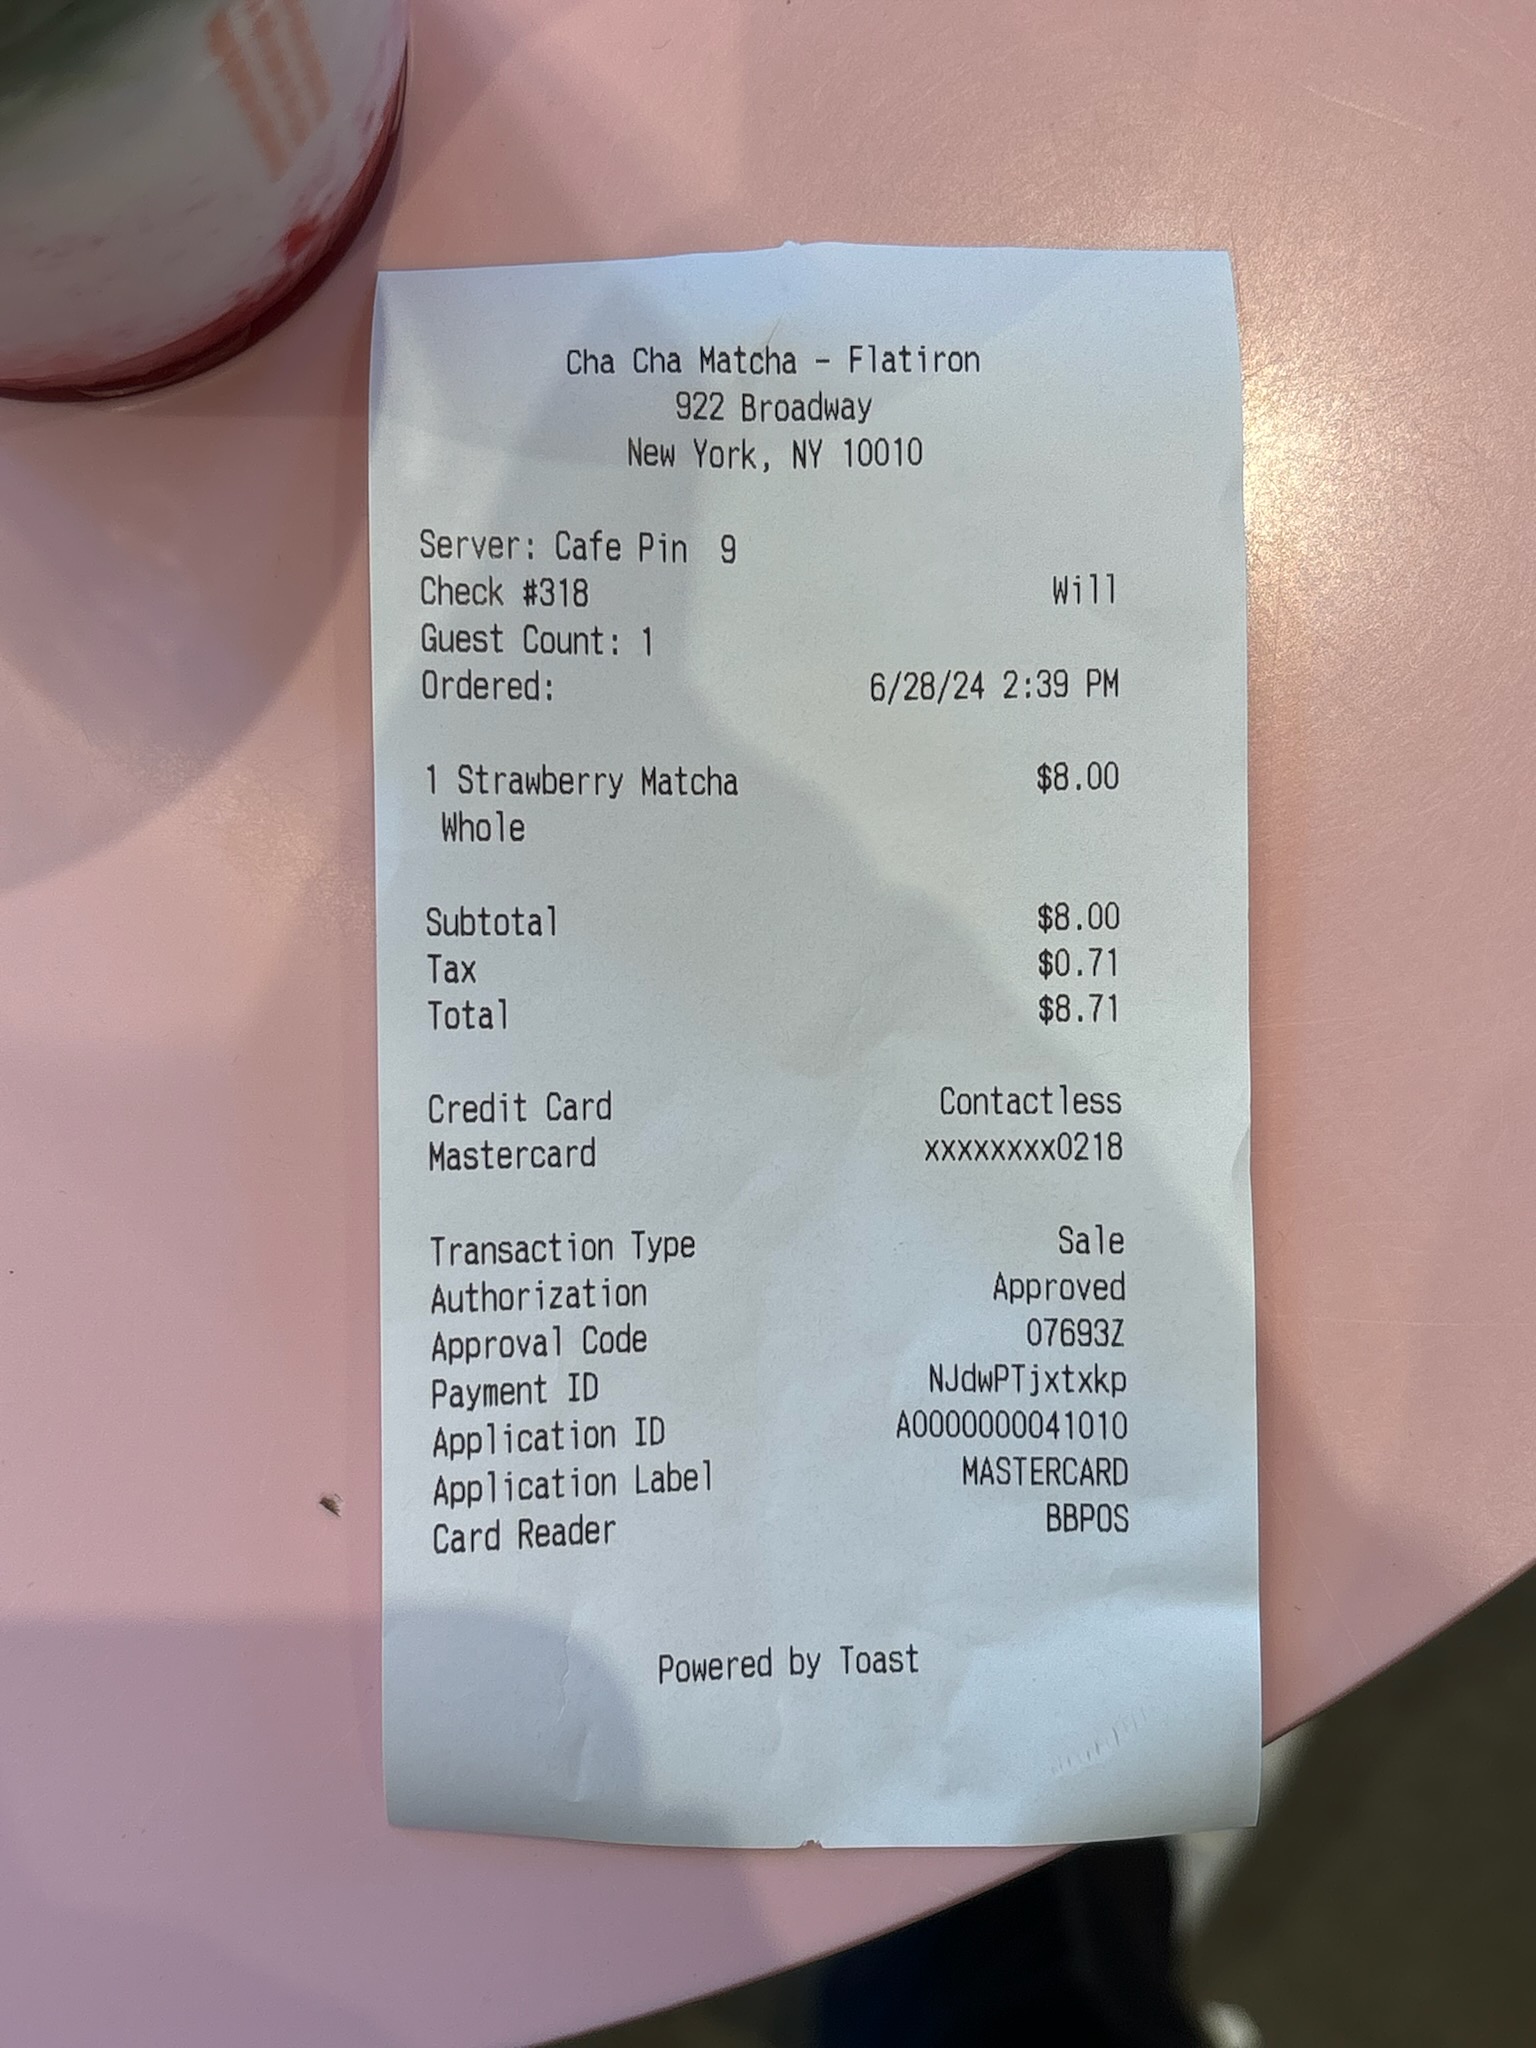 Cha Cha Matcha - Flatiron
922 Broadway
New York, NY 10010
Server: Cafe Pin 9
Check #318 Will
Guest Count: 1
Ordered: 6/28/24 2:39 PM
1 Strawberry Matcha $8.00
Whole
Subtotal $8.00
Tax $0.71
Total $8.71
Credit Card Contactless
Mastercard xxxxxxxx0218
Transaction Type Sale
Authorization Approved
Approval Code 07693Z
Payment ID NJdwPTjxtxkp
Application ID A0000000041010
Application Label MASTERCARD
Card Reader BBPOS
Powered by Toast